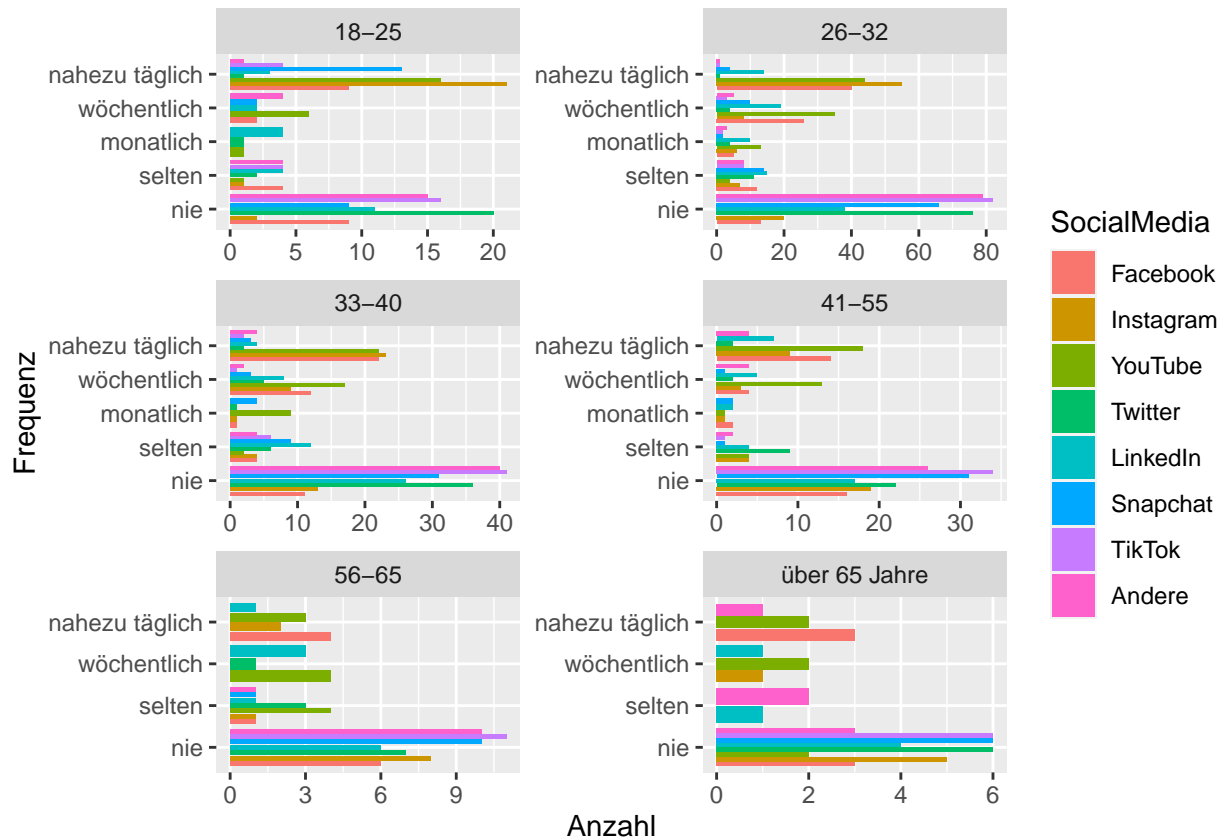 18−25
26−32
nahezu täglich
wöchentlich
monatlich
selten
nie
0 5 10 15 20
nahezu täglich
wöchentlich
monatlich
selten
nie
0 20 40 60 80
33−40
41−55
nahezu täglich
wöchentlich
monatlich
selten
nie
0 10 20 30 40
nahezu täglich
wöchentlich
monatlich
selten
nie
0 10 20 30
56−65
über 65 Jahre
nahezu täglich
wöchentlich
selten
nie
0 3 6 9
nahezu täglich
wöchentlich
selten
nie
0 2 4 6
Frequenz
Anzahl
SocialMedia
Facebook
Instagram
YouTube
Twitter
LinkedIn
Snapchat
TikTok
Andere